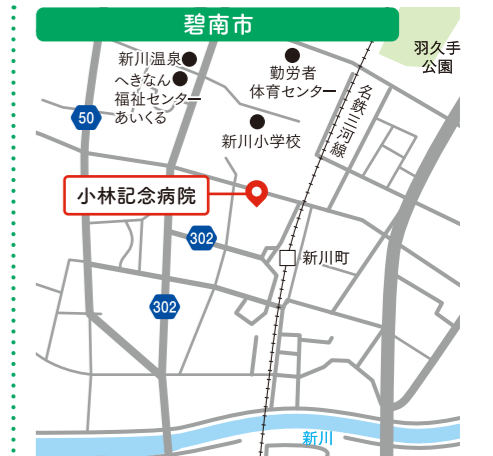 碧南市
羽久手
公園
新川温泉
へきなん
福祉センター
あいくる
勤労者
体育センター
名鉄三河線
50
新川小学校
小林記念病院
302
新川町
302
新川